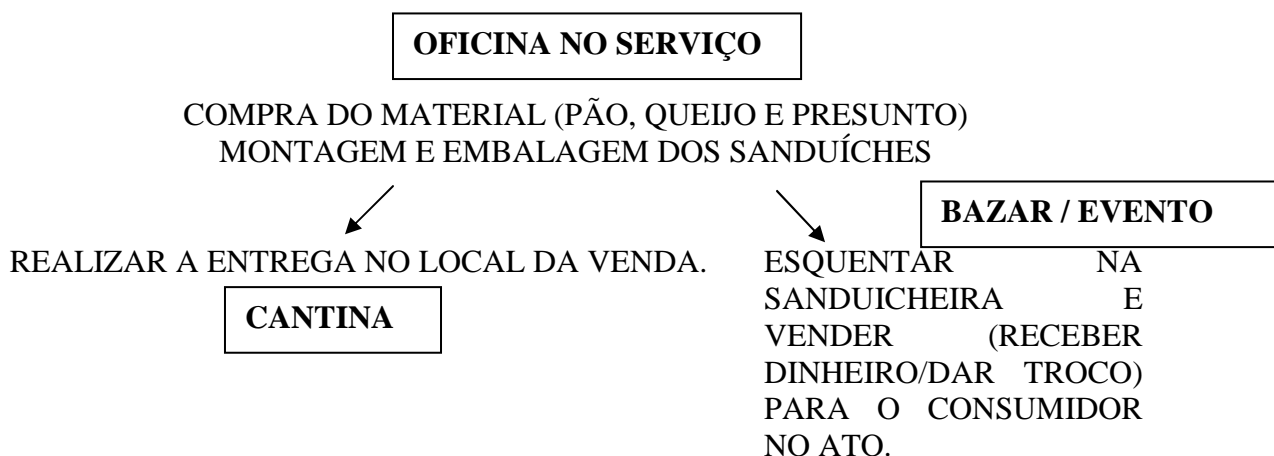 OFICINA NO SERVIÇO
COMPRA DO MATERIAL (PÃO, QUEIJO E PRESUNTO)
MONTAGEM E EMBALAGEM DOS SANDUÍCHES
REALIZAR A ENTREGA NO LOCAL DA VENDA.
CANTINA
BAZAR / EVENTO
ESQUENTAR NA
SANDUICHEIRA E
VENDER (RECEBER
DINHEIRO/DAR TROCO)
PARA O CONSUMIDOR
NO ATO.